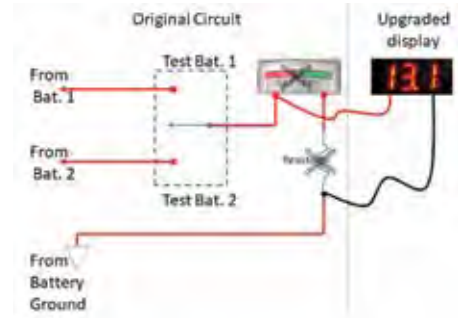 Original Circuit
Upgraded
display
Test Bat. 1
From
Bat. 1
13.1
From
Bat. 2
Test Bat. 2
From
Battery
Ground